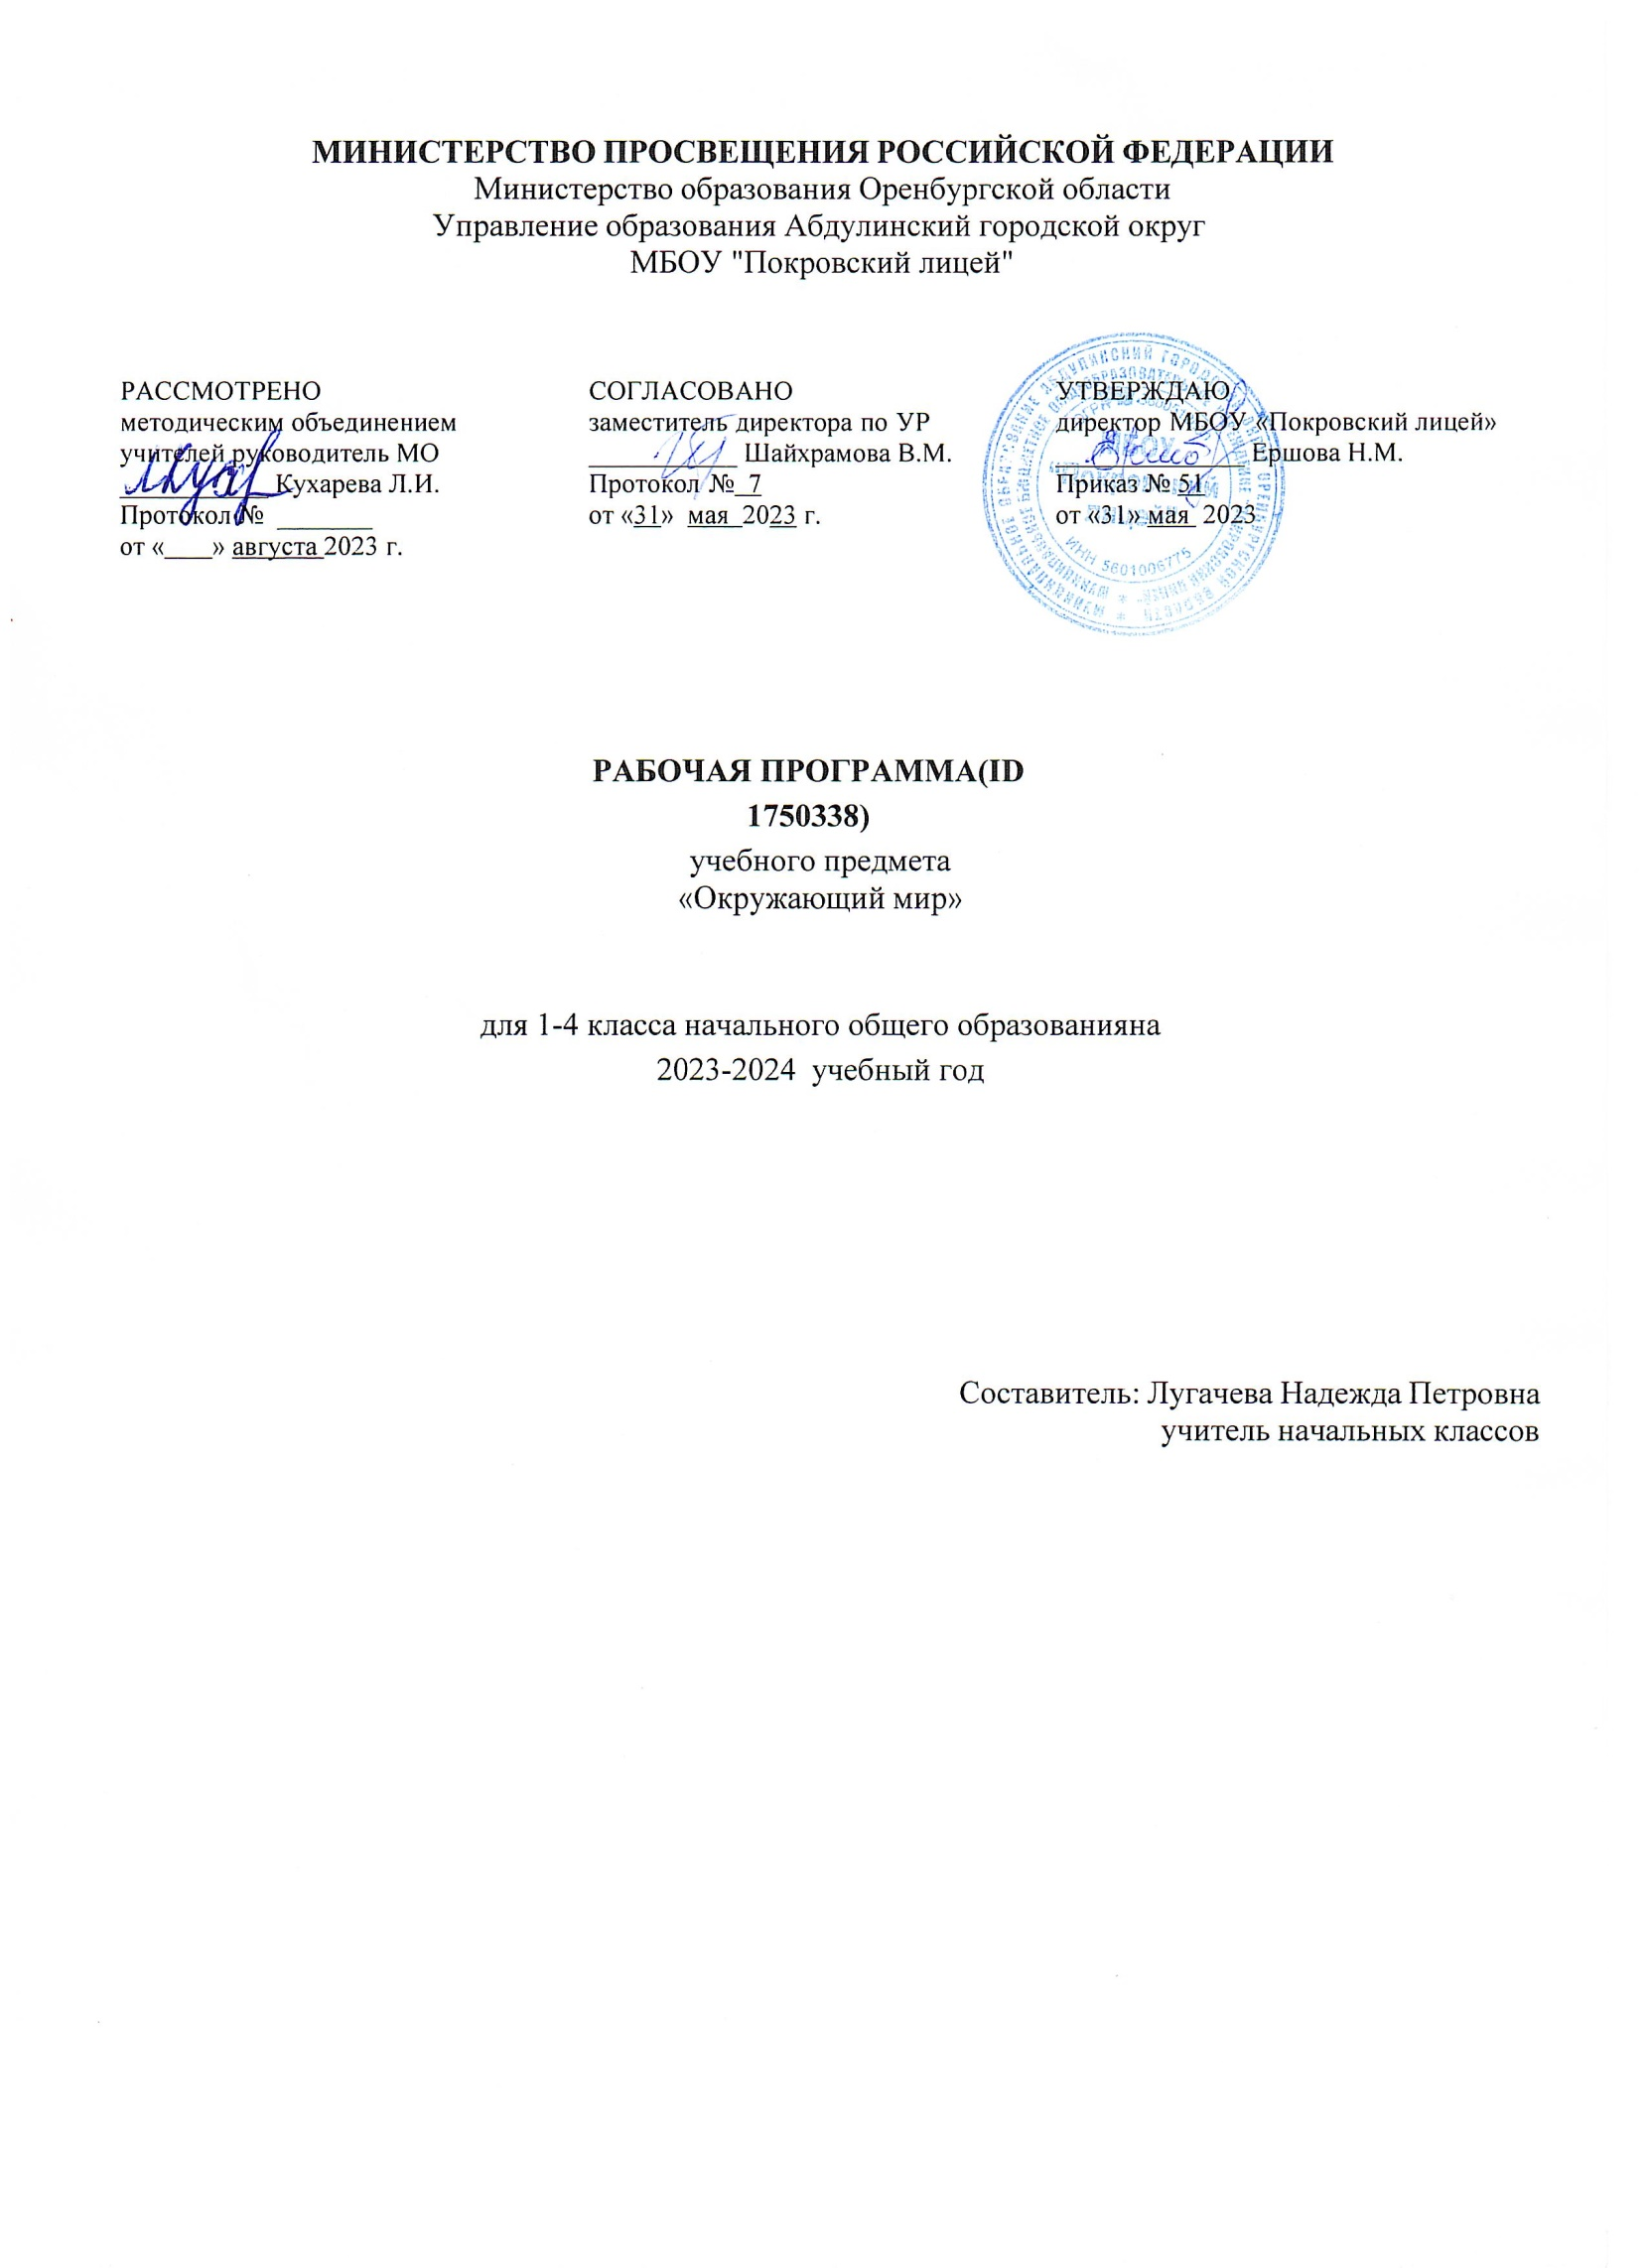 МИНИСТЕРСТВО ПРОСВЕЩЕНИЯ РОССИЙСКОЙ ФЕДЕРАЦИИ
Министерство образования Оренбургской области
Управление образования Абдулинский городской округ
МБОУ "Покровский лицей"
РАССМОТРЕНО
методическим объединением
учителей руководитель МО
Кухарева Л.И.
Протокол №
от «____» августа 2023 г.
СОГЛАСОВАНО
заместитель директора по УР
Шайхрамова В.М.
Протокол № 7
от «31» мая 2023 г.
УТВЕРЖДАЮ
директор МБОУ «Покровский лицей»
Ершова Н.М.
Приказ № 51
от «31» мая 2023
ИНН 5601006775
РАБОЧАЯ ПРОГРАММА(ID
1750338)
учебного предмета
«Окружающий мир»
для 1-4 класса начального общего образованияна
2023-2024 учебный год
Составитель: Лугачева Надежда Петровна
учитель начальных классов